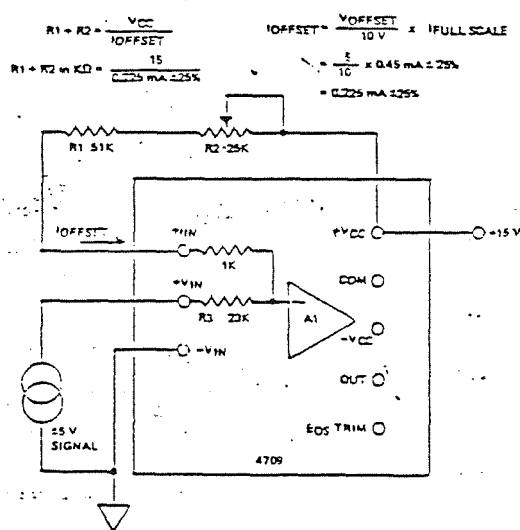 R1 + R2 = VCC / IOFFSET
IOFFSET = VOFFSET / 10 V x IFULL SCALE
R1 + R2 in KΩ = 15 / 0.225 mA ±25%
= 5 / 10 x 0.45 mA ±25%
= 0.225 mA ±25%
R1 51K
R2 25K
IOFFSET
+IIN
1K
+VCC
+15 V
+VIN
R3 23K
A1
COM
-VIN
-VCC
OUT
±5 V
SIGNAL
EOS TRIM
4709